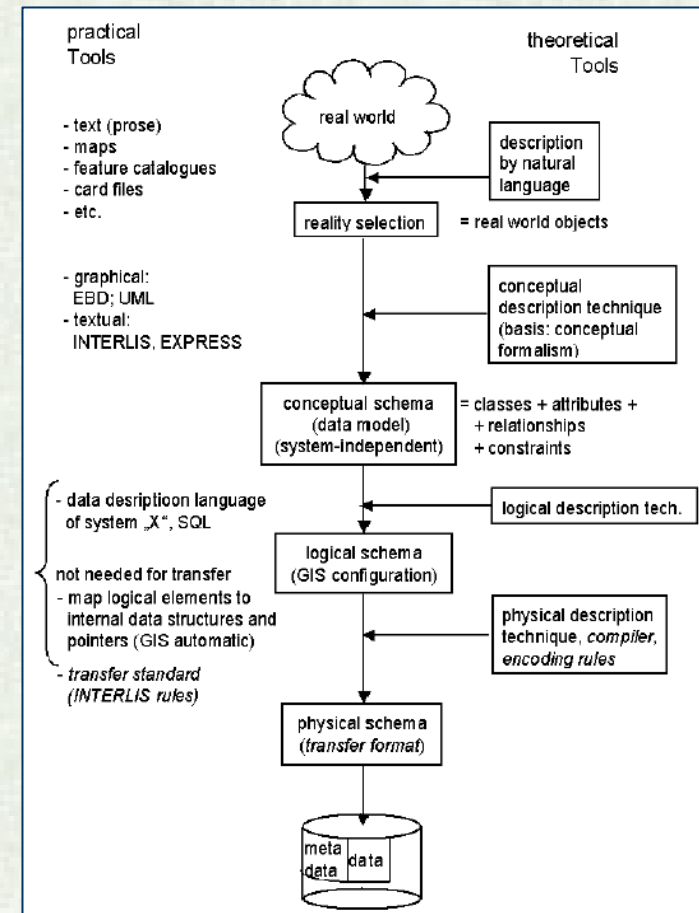 practical
Tools
theoretical
Tools
real world
- text (prose)
- maps
- feature catalogues
- card files
- etc.
description
by natural
language
reality selection
= real world objects
- graphical:
EBD; UML
- textual:
INTERLIS, EXPRESS
conceptual
description technique
(basis: conceptual
formalism)
conceptual schema
(data model)
(system-independent)
= classes + attributes +
+ relationships
+ constraints
- data desriptioon language
of system „X“, SQL
logical description tech.
logical schema
(GIS configuration)
not needed for transfer
- map logical elements to
internal data structures and
pointers (GIS automatic)
physical description
technique, compiler,
encoding rules
- transfer standard
(INTERLIS rules)
physical schema
(transfer format)
meta
data
data